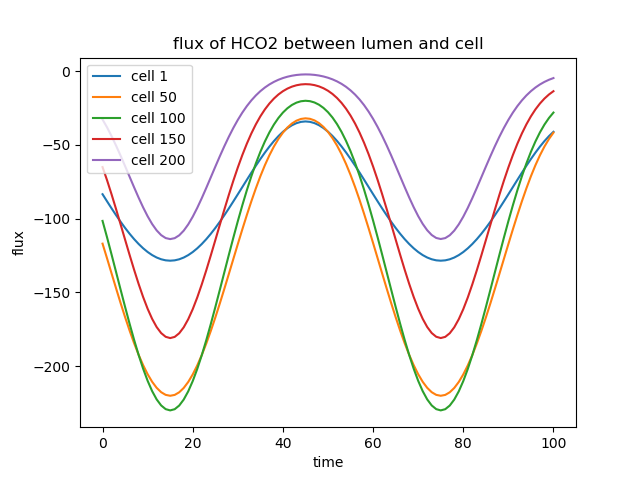 flux of HCO2 between lumen and cell
cell 1
cell 50
cell 100
cell 150
cell 200
0
−50
−100
−150
−200
flux
0 20 40 60 80 100
time